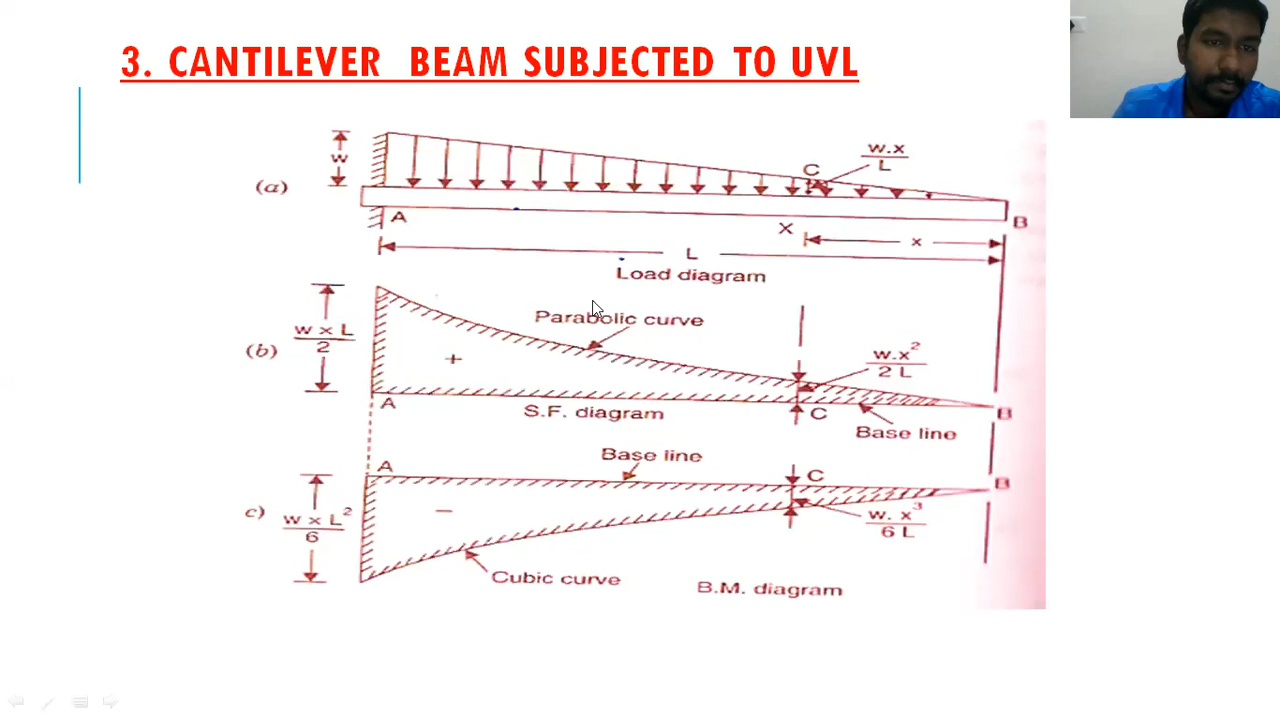 3. CANTILEVER BEAM SUBJECTED TO UVL
w
(a)
C
w.x
L
A
X
x
B
L
Load diagram
w x L
2
(b)
Parabolic curve
+
w.x²
2 L
A
S.F. diagram
C
B
Base line
A
Base line
C
B
c)
w x L²
6
−
w. x³
6 L
Cubic curve
B.M. diagram